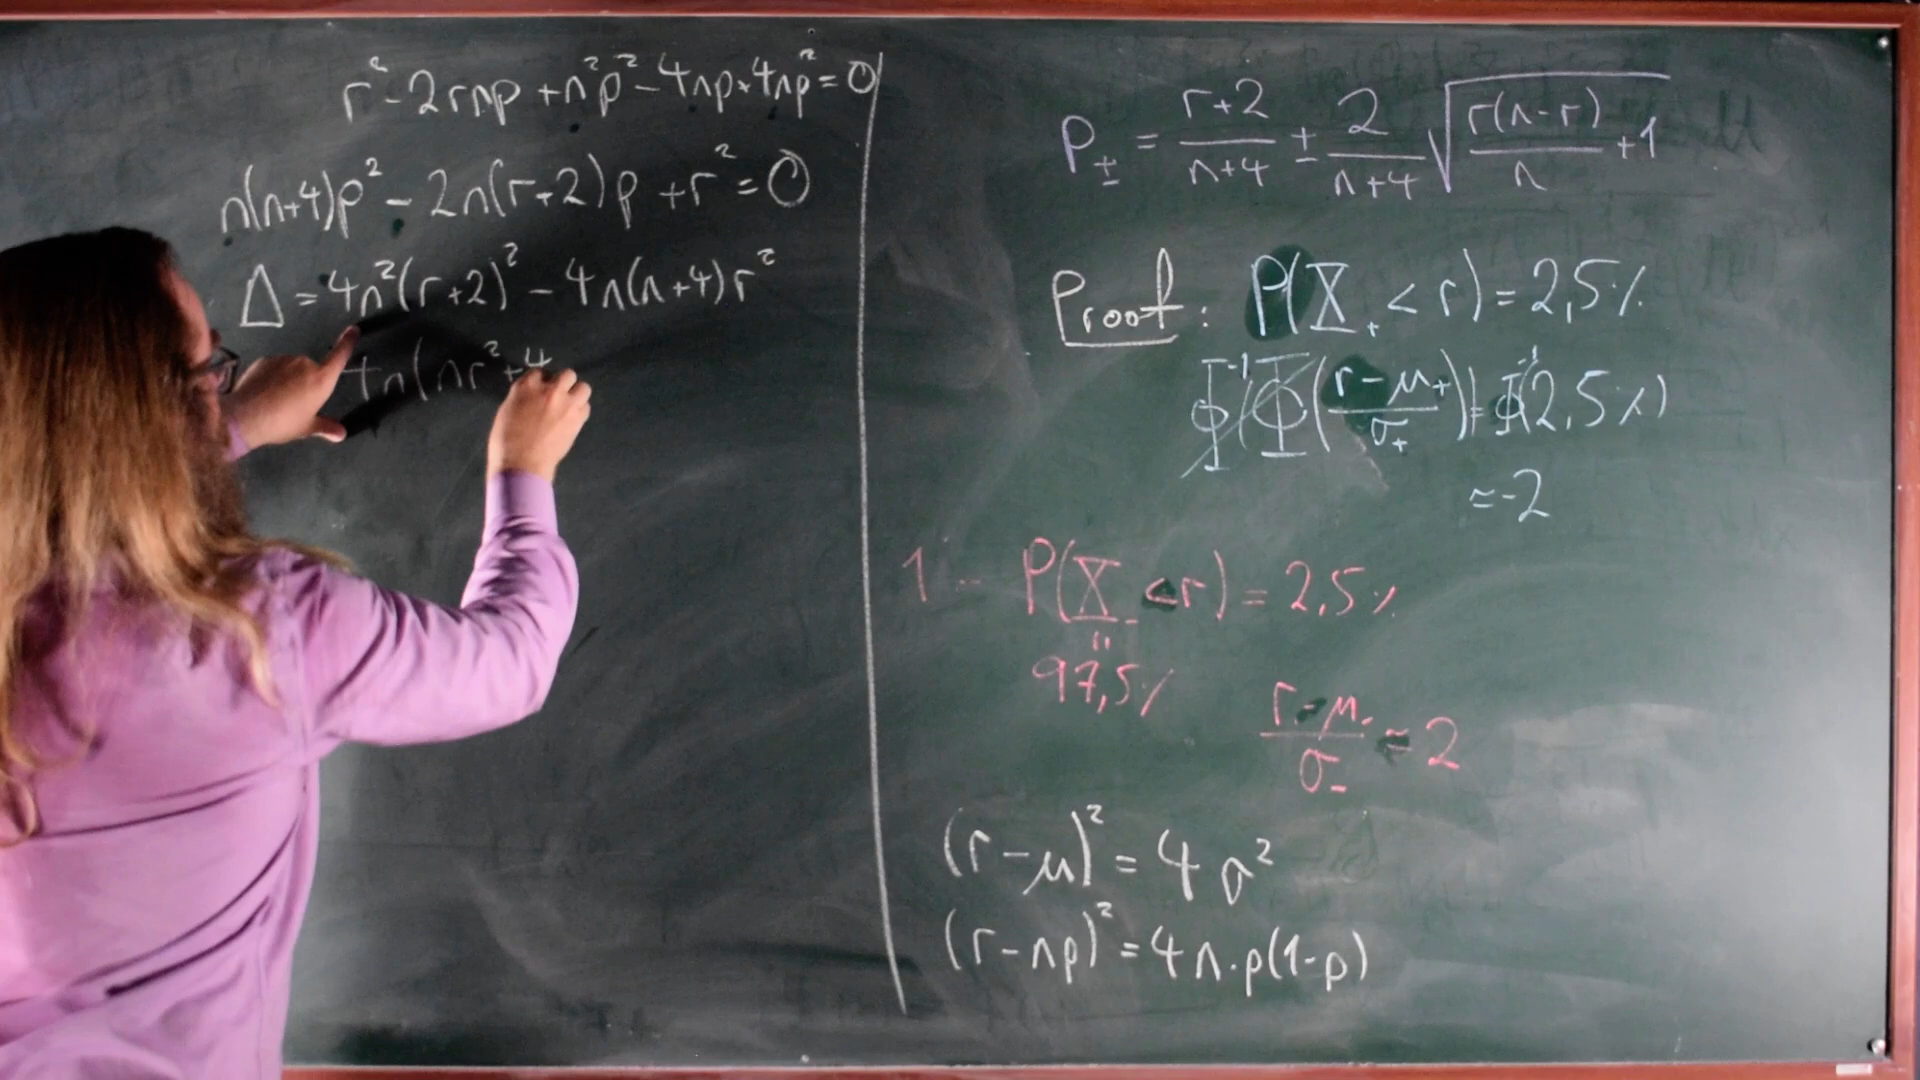 r² - 2rnp + n²p² - 4np + 4np² = 0
n(n+4)p² - 2n(r+2)p + r² = 0
Δ = 4n²(r+2)² - 4n(n+4)r²
4n(nr² + 4
P± = (r+2)/(n+4) ± 2/(n+4) √(r(n-r)/n + 1)
Proof: P(X₊ < r) = 2,5%
Φ⁻¹(Φ((r-μ₊)/σ₊)) = Φ⁻¹(2,5%)
≈ -2
1 - P(X₋ < r) = 2,5%
"
97,5%
(r-μ₋)/σ₋ ≈ 2
(r-μ)² = 4σ²
(r-np)² = 4n·p(1-p)